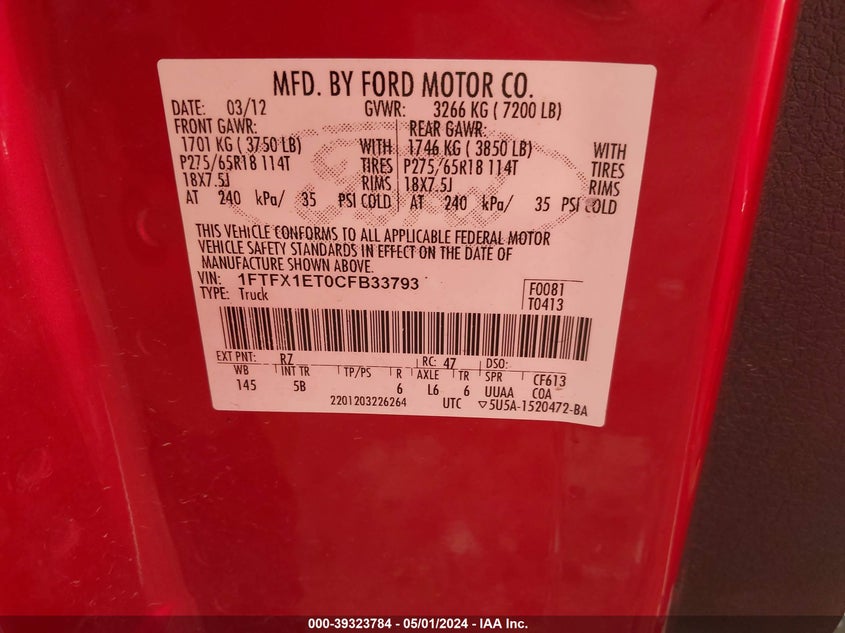 MFD. BY FORD MOTOR CO.
DATE: 03/12 GVWR: 3266 KG ( 7200 LB)
FRONT GAWR: REAR GAWR:
1701 KG ( 3750 LB) WITH 1746 KG ( 3850 LB) WITH
P275/65R18 114T TIRES P275/65R18 114T TIRES
18X7.5J RIMS 18X7.5J RIMS
AT 240 kPa/ 35 PSI COLD AT 240 kPa/ 35 PSI COLD
Ford
THIS VEHICLE CONFORMS TO ALL APPLICABLE FEDERAL MOTOR
VEHICLE SAFETY STANDARDS IN EFFECT ON THE DATE OF
MANUFACTURE SHOWN ABOVE.
VIN: 1FTFX1ET0CFB33793 F0081
TYPE: Truck T0413
EXT PNT: RZ RC: 47 DSO:
WB INT TR TP/PS R AXLE TR SPR CF613
145 5B 6 L6 6 UUAA COA
2201203226264 UTC ▽5U5A-1520472-BA
000-39323784 - 05/01/2024 - IAA Inc.